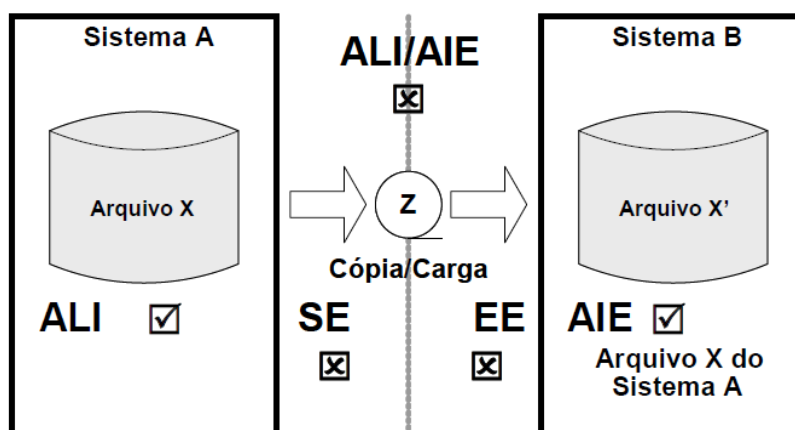 Sistema A
ALI/AIE
Sistema B
Arquivo X
Z
Arquivo X’
Cópia/Carga
ALI
SE
EE
AIE
Arquivo X do
Sistema A